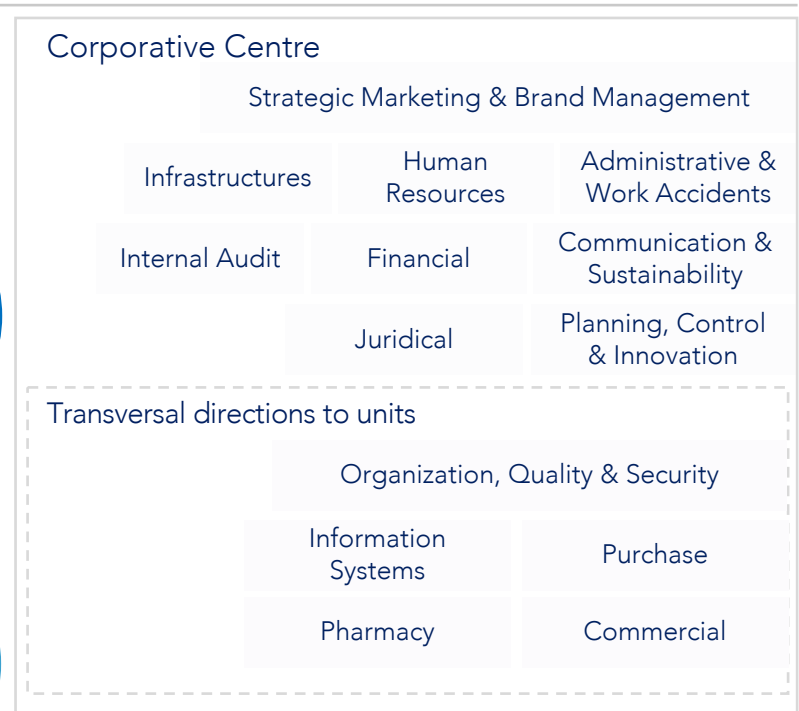 Corporative Centre
Strategic Marketing & Brand Management
Infrastructures
Human
Resources
Administrative &
Work Accidents
Internal Audit
Financial
Communication &
Sustainability
Juridical
Planning, Control
& Innovation
Transversal directions to units
Organization, Quality & Security
Information
Systems
Purchase
Pharmacy
Commercial